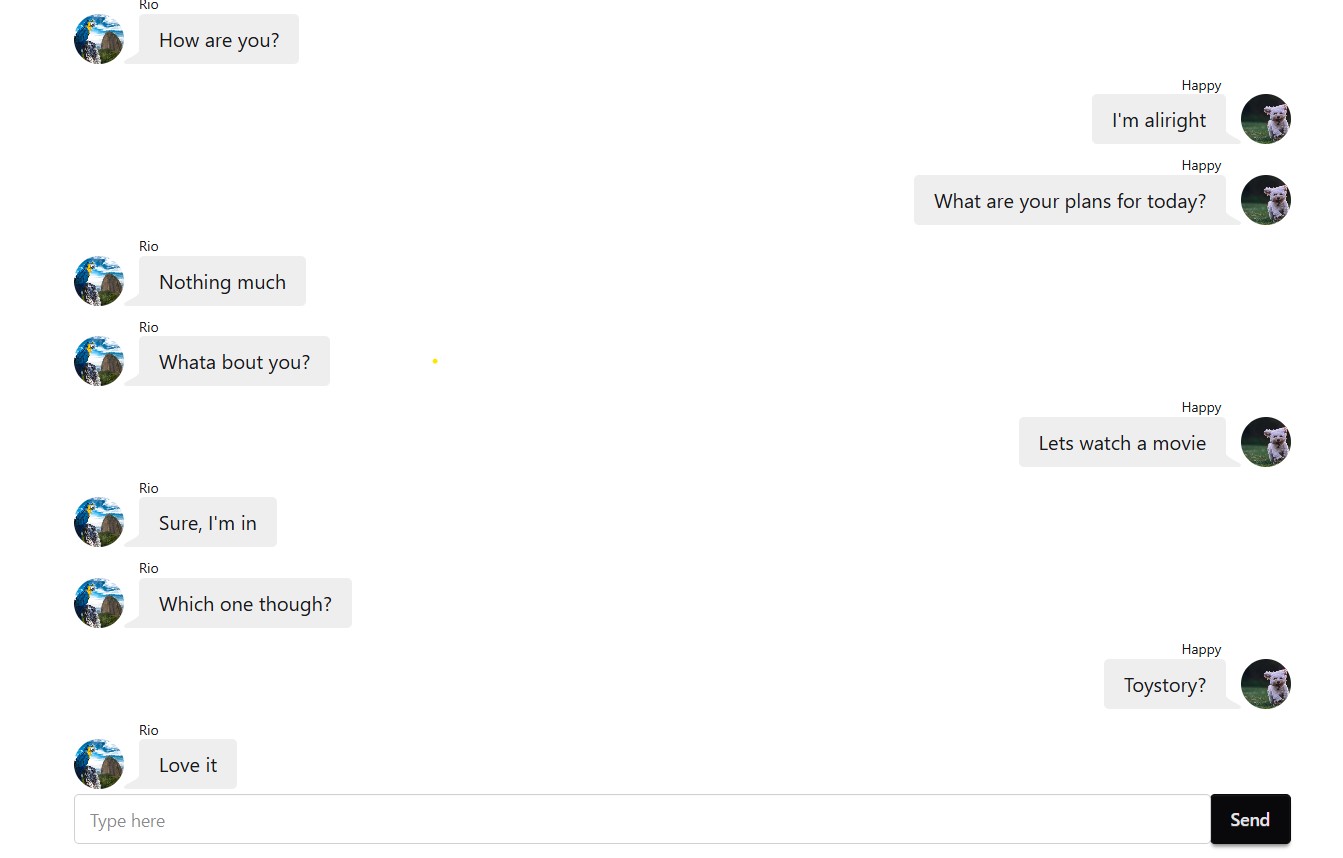 Rio
How are you?
Happy
I'm aliright
Happy
What are your plans for today?
Rio
Nothing much
Rio
Whata bout you?
Happy
Lets watch a movie
Rio
Sure, I'm in
Rio
Which one though?
Happy
Toystory?
Rio
Love it
Type here
Send